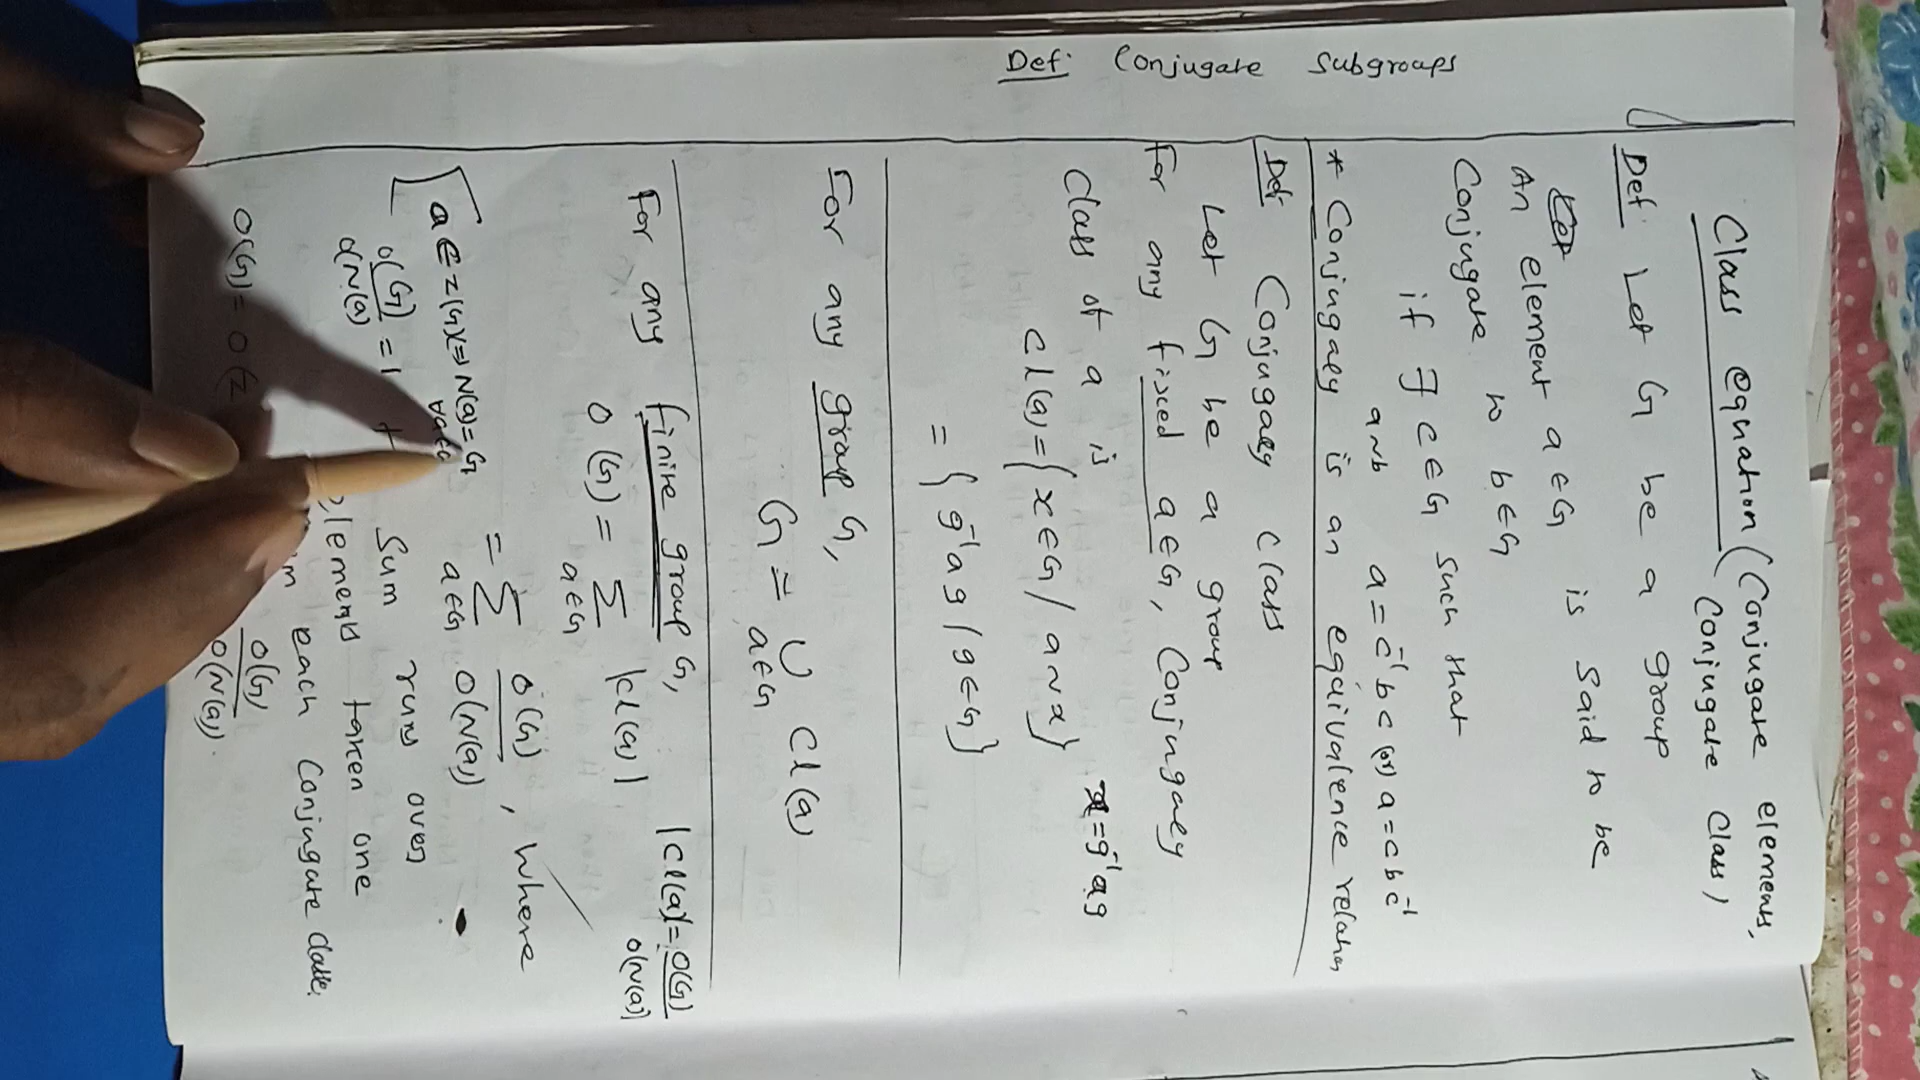 Def: Conjugate Subgroups
Class equation (Conjugate elements,
Conjugate class)
Def: Let G be a group
An element a ∈ G is said to be
Conjugate to b ∈ G
if ∃ c ∈ G such that
a~b a = c⁻¹bc (or) a = cbc⁻¹
* Conjugacy is an equivalence relation
Def Conjugacy class
Let G be a group
For any fixed a ∈ G, Conjugacy
Class of a is
x = g⁻¹ag
cl(a) = {x ∈ G / a~x}
= {g⁻¹ag / g ∈ G}
For any group G,
G = ∪ cl(a)
a ∈ G
For any finite group G,
|cl(a)| = O(G)/O(N(a))
O(G) = Σ |cl(a)|
a ∈ G
= Σ O(G)/O(N(a)), where
a ∈ G
a ∈ Z(G) (=) N(a) = G
O(G)/O(N(a)) = 1
Sum runs over
elements taken one
each Conjugate class.
O(G) = O(Z
O(G)/O(N(a)).